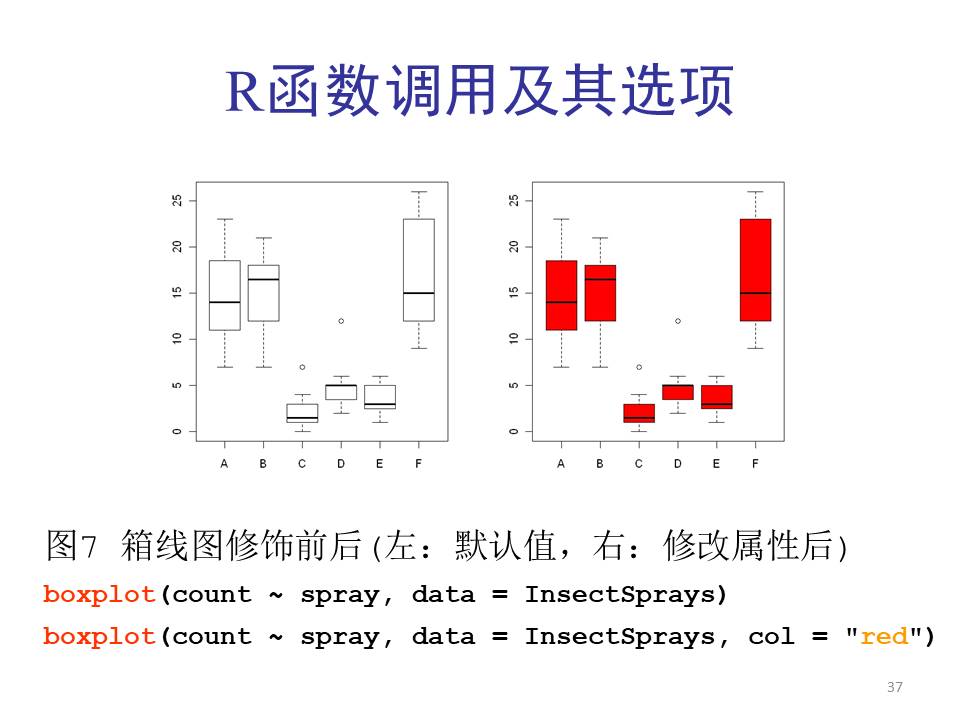 R函数调用及其选项
25
20
15
10
5
0
A B C D E F
25
20
15
10
5
0
A B C D E F
图7 箱线图修饰前后(左：默认值，右：修改属性后)
boxplot(count ~ spray, data = InsectSprays)
boxplot(count ~ spray, data = InsectSprays, col = "red")
37